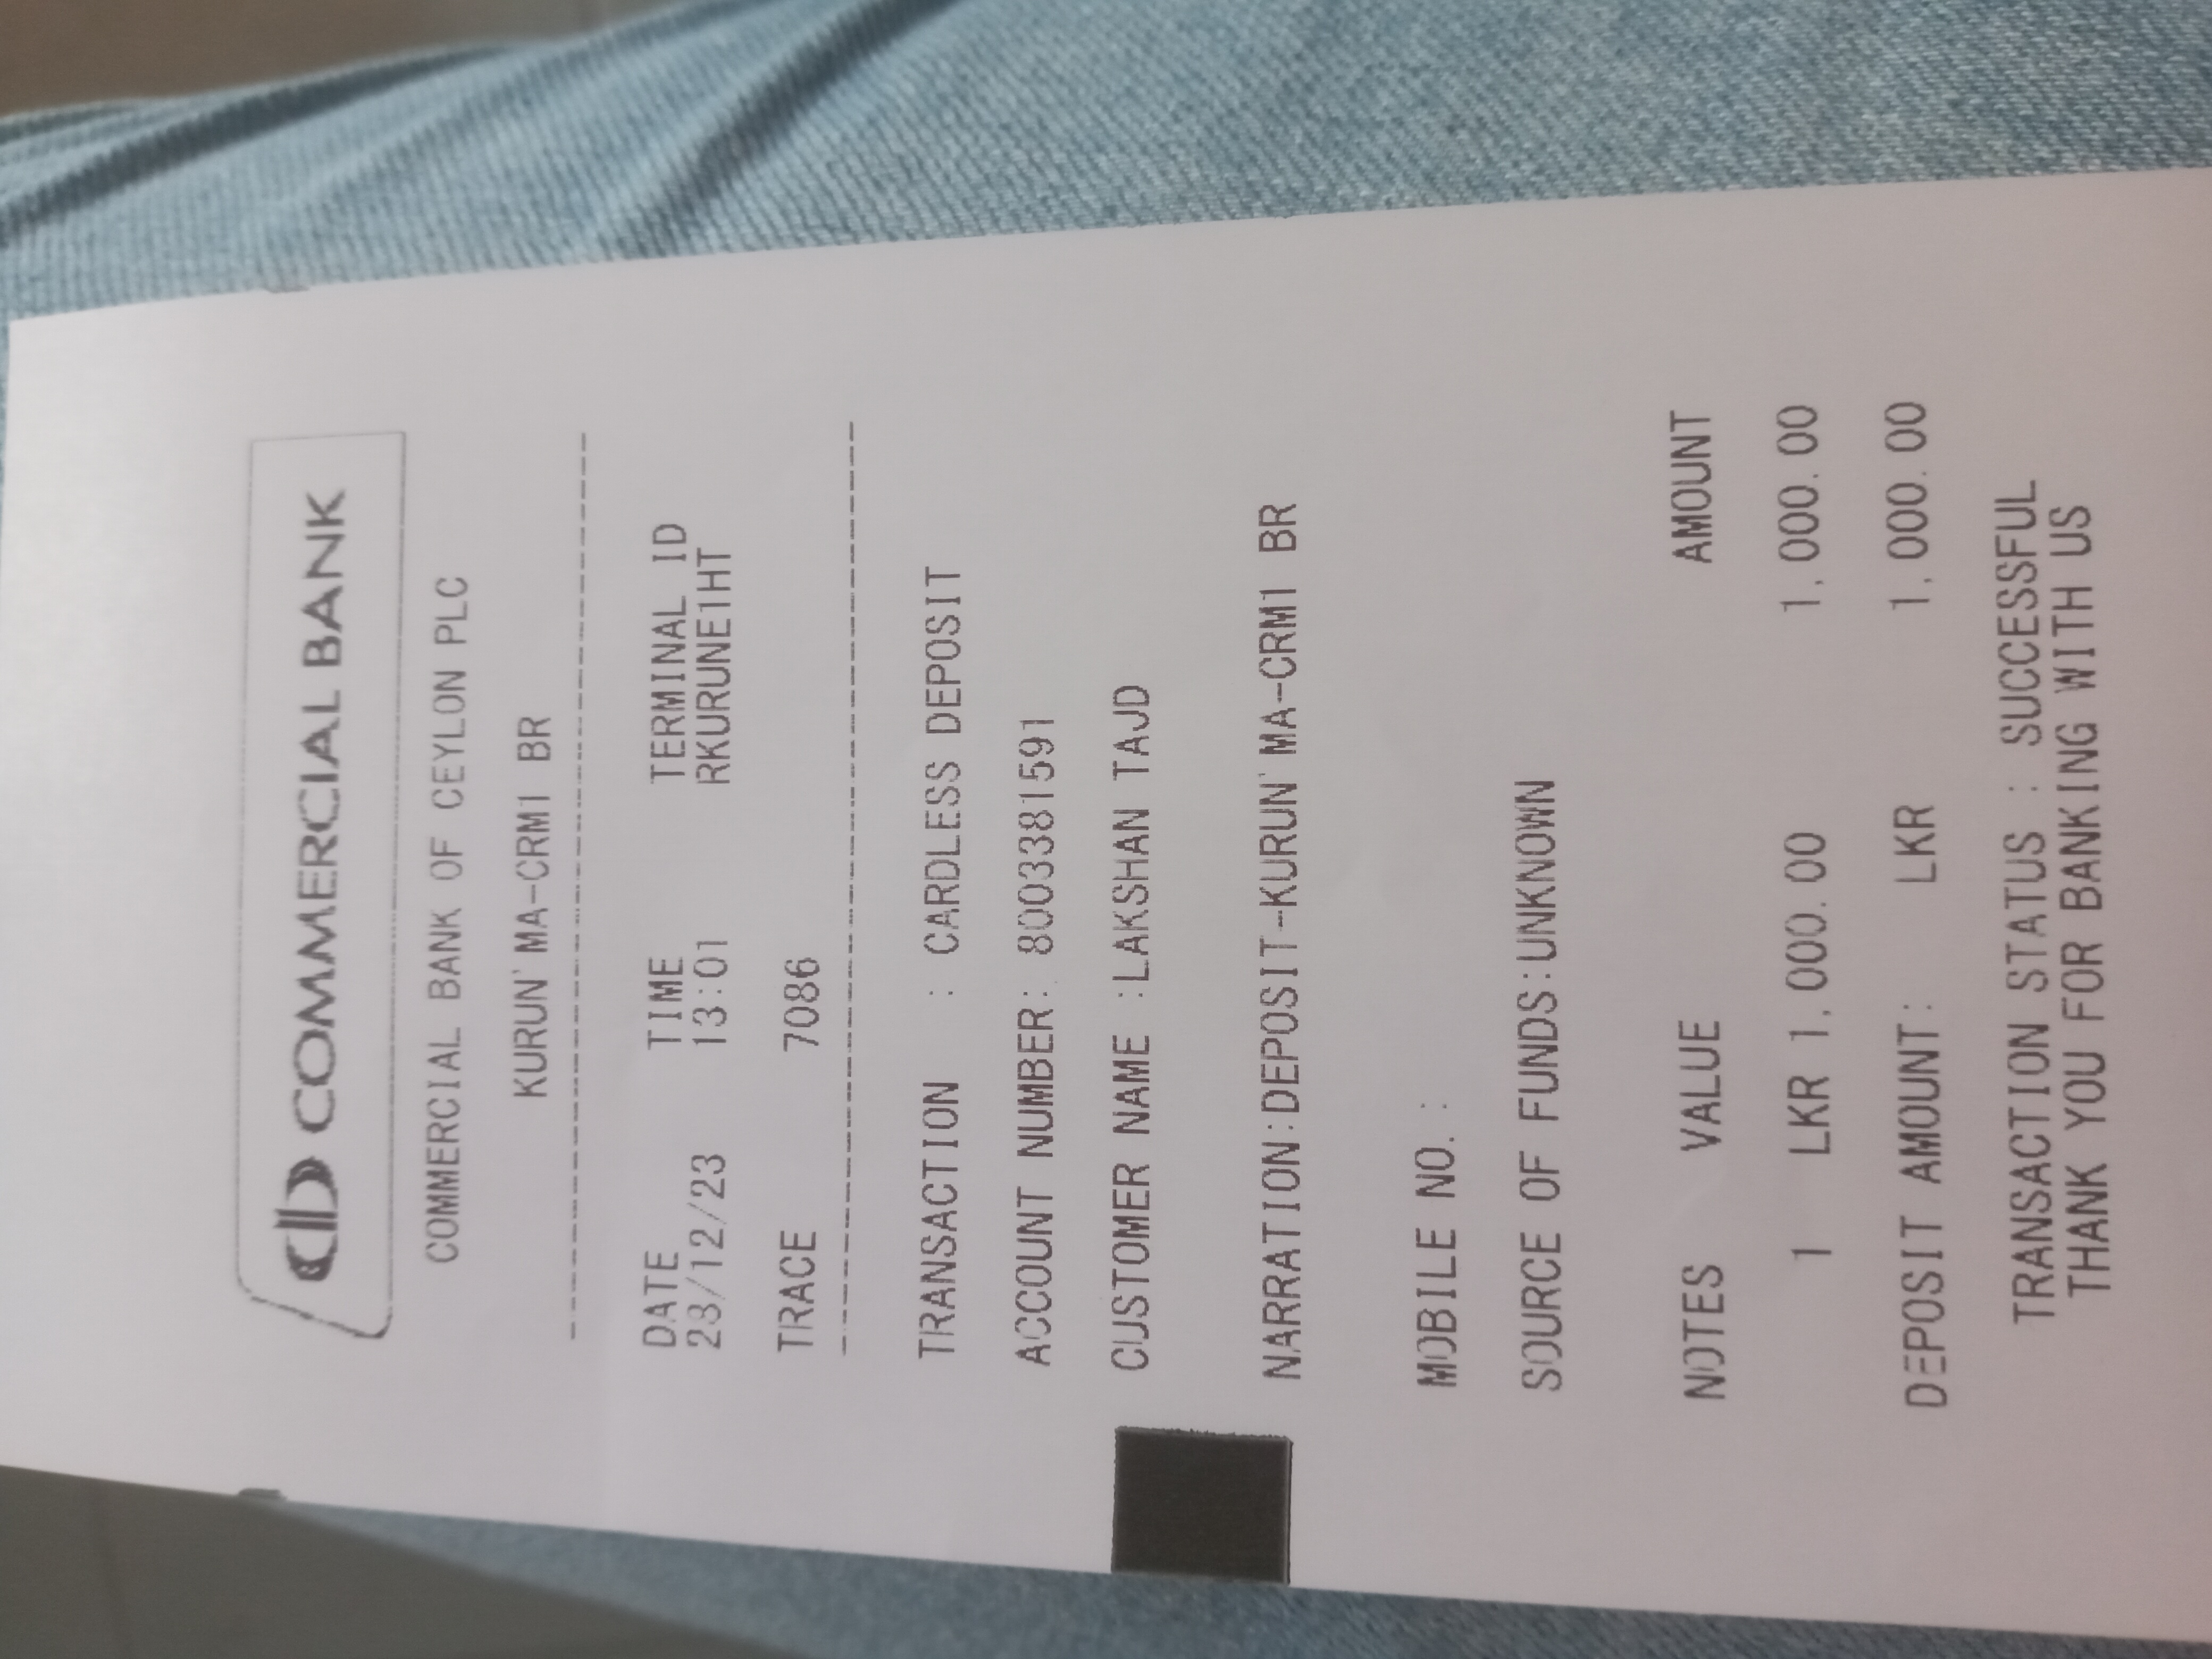 COMMERCIAL BANK
COMMERCIAL BANK OF CEYLON PLC
KURUN' MA-CRM1 BR
DATE TIME TERMINAL ID
23/12/23 13:01 RKURUNE1HT
TRACE 7086
TRANSACTION : CARDLESS DEPOSIT
ACCOUNT NUMBER: 8003381591
CUSTOMER NAME :LAKSHAN TAJD
NARRATION:DEPOSIT-KURUN' MA-CRM1 BR
MOBILE NO. :
SOURCE OF FUNDS:UNKNOWN
NOTES VALUE AMOUNT
1 LKR 1,000.00 1,000.00
DEPOSIT AMOUNT: LKR 1,000.00
TRANSACTION STATUS : SUCCESSFUL
THANK YOU FOR BANKING WITH US